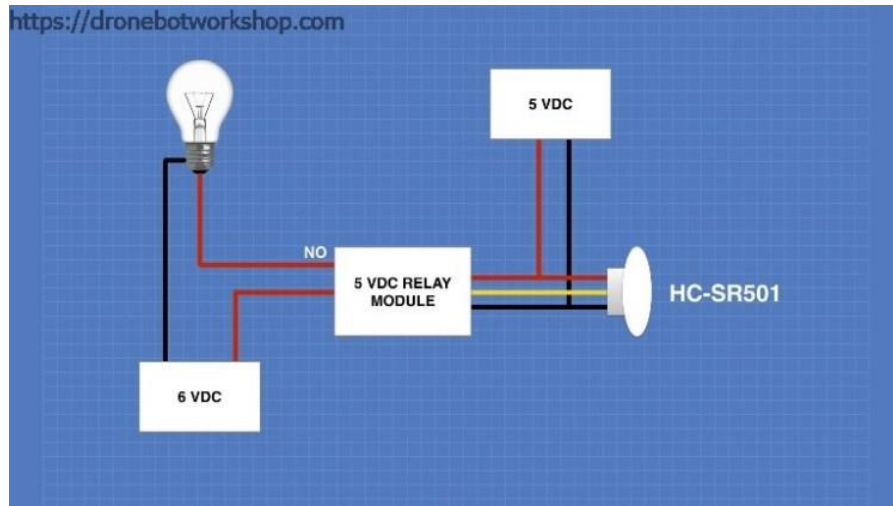 https://dronebotworkshop.com
5 VDC
NO
5 VDC RELAY
MODULE
HC-SR501
6 VDC